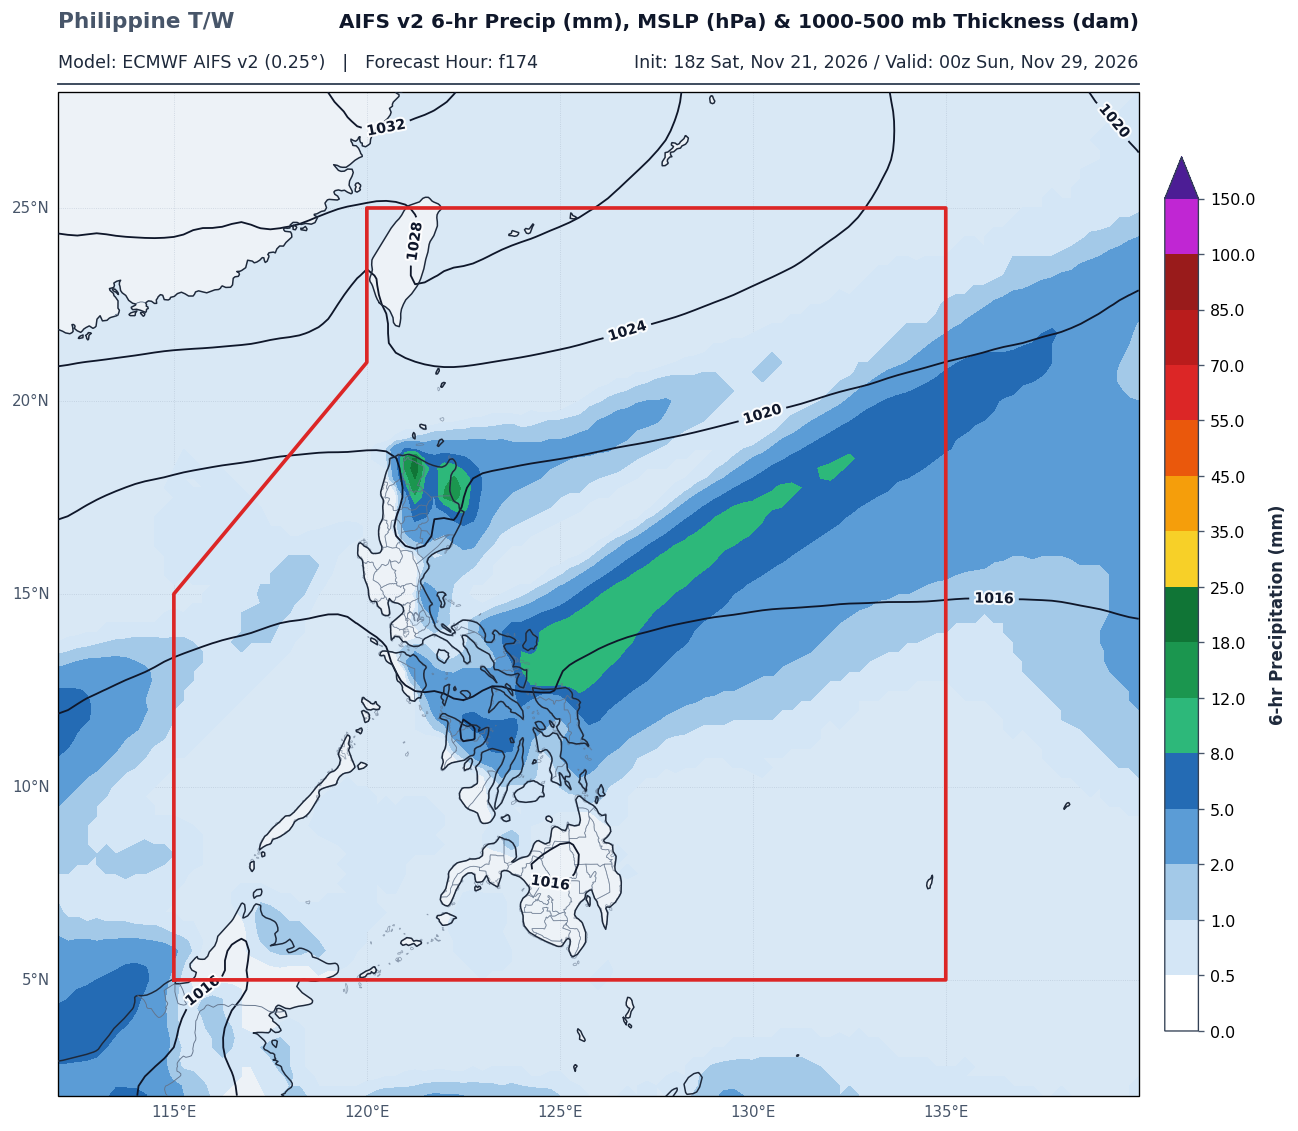 Philippine T/W
AIFS v2 6-hr Precip (mm), MSLP (hPa) & 1000-500 mb Thickness (dam)
Model: ECMWF AIFS v2 (0.25°) | Forecast Hour: f174
Init: 18z Sat, Nov 21, 2026 / Valid: 00z Sun, Nov 29, 2026
1032
1020
1028
1024
1020
1016
1016
1016
25°N
20°N
15°N
10°N
5°N
115°E
120°E
125°E
130°E
135°E
150.0
100.0
85.0
70.0
55.0
45.0
35.0
25.0
18.0
12.0
8.0
5.0
2.0
1.0
0.5
0.0
6-hr Precipitation (mm)